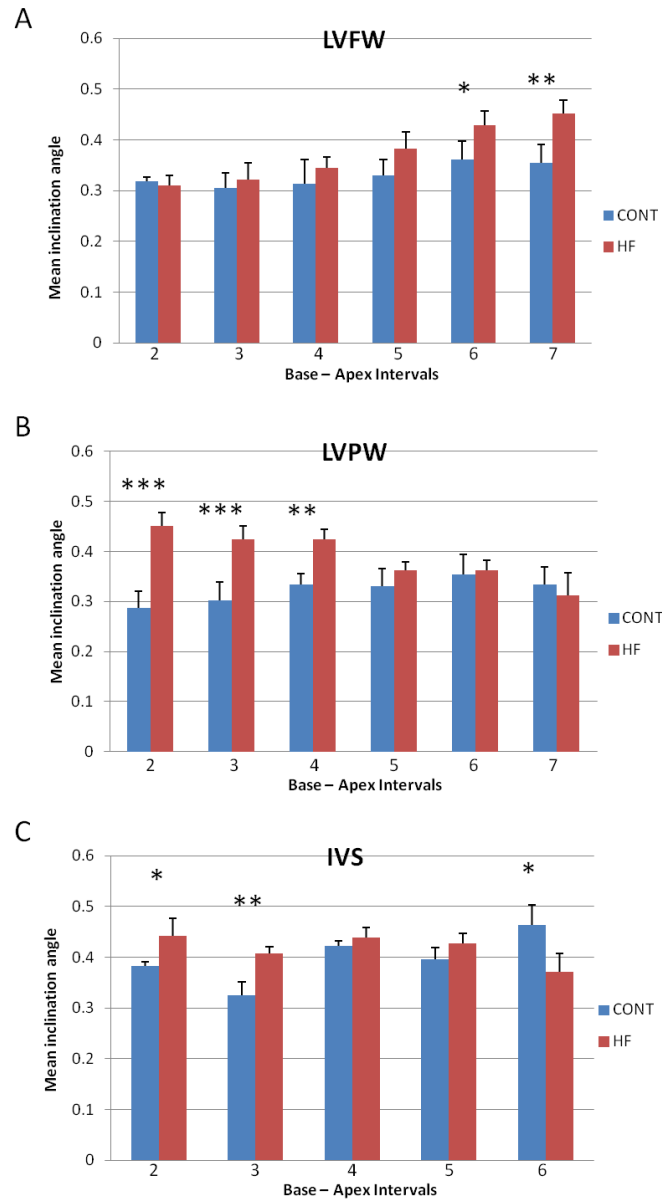 A
LVFW
0.6
0.5
0.4
0.3
0.2
0.1
0
Mean inclination angle
*
**
2 3 4 5 6 7
Base – Apex Intervals
CONT
HF
B
LVPW
0.6
0.5
0.4
0.3
0.2
0.1
0
Mean inclination angle
***
***
**
2 3 4 5 6 7
Base – Apex Intervals
CONT
HF
C
IVS
0.6
0.5
0.4
0.3
0.2
0.1
0
Mean inclination angle
*
**
*
2 3 4 5 6
Base – Apex Intervals
CONT
HF